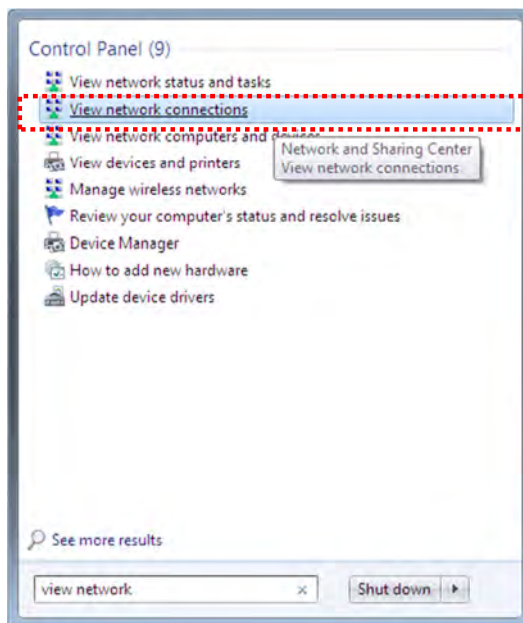 Control Panel (9)
View network status and tasks
View network connections
View network computers and devices
Network and Sharing Center
View network connections
View devices and printers
Manage wireless networks
Review your computer's status and resolve issues
Device Manager
How to add new hardware
Update device drivers
See more results
view network
Shut down